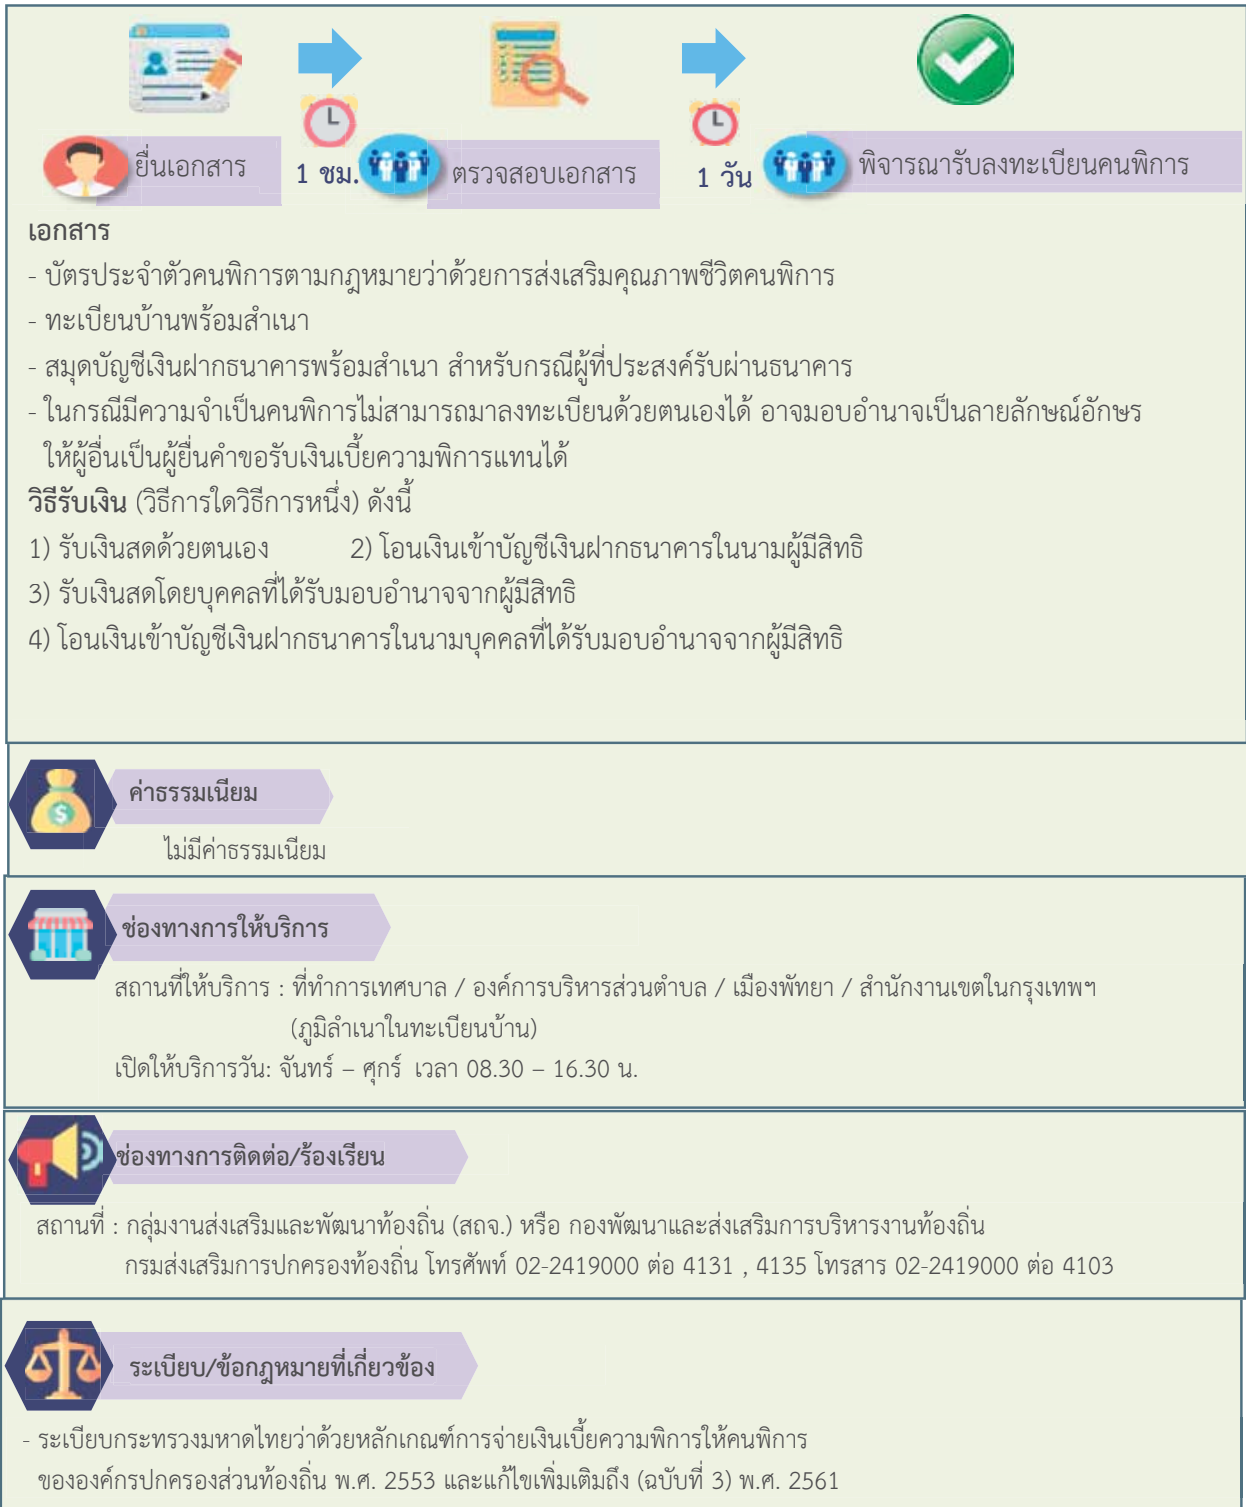 ยื่นเอกสาร
1 ชม.
ตรวจสอบเอกสาร
1 วัน
พิจารณารับลงทะเบียนคนพิการ
เอกสาร
- บัตรประจำตัวคนพิการตามกฎหมายว่าด้วยการส่งเสริมคุณภาพชีวิตคนพิการ
- ทะเบียนบ้านพร้อมสำเนา
- สมุดบัญชีเงินฝากธนาคารพร้อมสำเนา สำหรับกรณีผู้ที่ประสงค์รับผ่านธนาคาร
- ในกรณีมีความจำเป็นคนพิการไม่สามารถมาลงทะเบียนด้วยตนเองได้ อาจมอบอำนาจเป็นลายลักษณ์อักษร
ให้ผู้อื่นเป็นผู้ยื่นคำขอรับเงินเบี้ยความพิการแทนได้
วิธีรับเงิน (วิธีการใดวิธีการหนึ่ง) ดังนี้
1) รับเงินสดด้วยตนเอง 2) โอนเงินเข้าบัญชีเงินฝากธนาคารในนามผู้มีสิทธิ
3) รับเงินสดโดยบุคคลที่ได้รับมอบอำนาจจากผู้มีสิทธิ
4) โอนเงินเข้าบัญชีเงินฝากธนาคารในนามบุคคลที่ได้รับมอบอำนาจจากผู้มีสิทธิ
ค่าธรรมเนียม
ไม่มีค่าธรรมเนียม
ช่องทางการให้บริการ
สถานที่ให้บริการ : ที่ทำการเทศบาล / องค์การบริหารส่วนตำบล / เมืองพัทยา / สำนักงานเขตในกรุงเทพฯ
(ภูมิลำเนาในทะเบียนบ้าน)
เปิดให้บริการวัน: จันทร์ – ศุกร์ เวลา 08.30 – 16.30 น.
ช่องทางการติดต่อ/ร้องเรียน
สถานที่ : กลุ่มงานส่งเสริมและพัฒนาท้องถิ่น (สถจ.) หรือ กองพัฒนาและส่งเสริมการบริหารงานท้องถิ่น
กรมส่งเสริมการปกครองท้องถิ่น โทรศัพท์ 02-2419000 ต่อ 4131 , 4135 โทรสาร 02-2419000 ต่อ 4103
ระเบียบ/ข้อกฎหมายที่เกี่ยวข้อง
- ระเบียบกระทรวงมหาดไทยว่าด้วยหลักเกณฑ์การจ่ายเงินเบี้ยความพิการให้คนพิการ
ขององค์กรปกครองส่วนท้องถิ่น พ.ศ. 2553 และแก้ไขเพิ่มเติมถึง (ฉบับที่ 3) พ.ศ. 2561